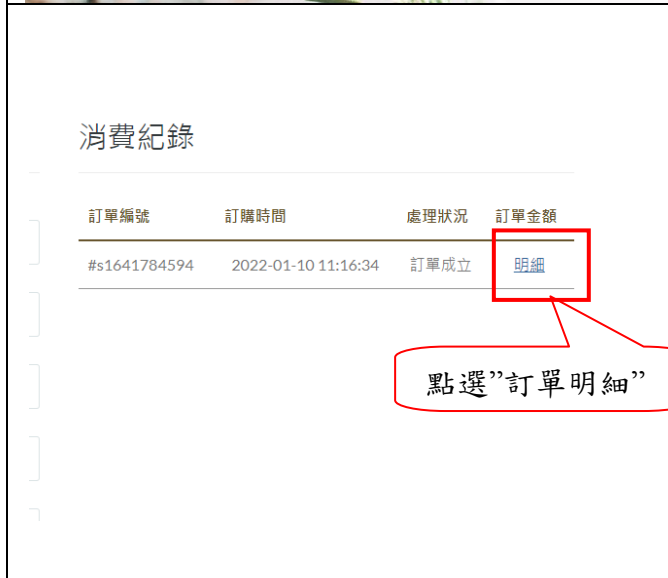 消費紀錄
訂單編號 訂購時間 處理狀況 訂單金額
#s1641784594 2022-01-10 11:16:34 訂單成立 明細
點選”訂單明細”